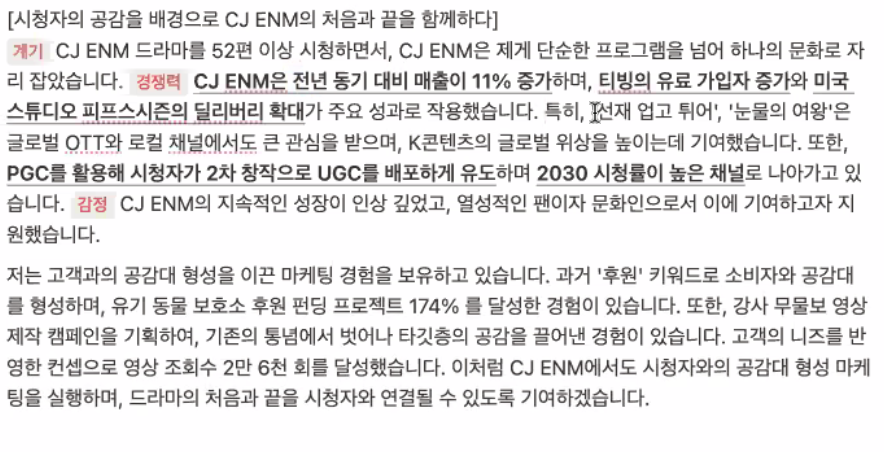 [시청자의 공감을 배경으로 CJ ENM의 처음과 끝을 함께하다]
계기 CJ ENM 드라마를 52편 이상 시청하면서, CJ ENM은 제게 단순한 프로그램을 넘어 하나의 문화로 자
리 잡았습니다. 경쟁력 CJ ENM은 전년 동기 대비 매출이 11% 증가하며, 티빙의 유료 가입자 증가와 미국
스튜디오 피프스시즌의 딜리버리 확대가 주요 성과로 작용했습니다. 특히, '선재 업고 튀어', '눈물의 여왕'은
글로벌 OTT와 로컬 채널에서도 큰 관심을 받으며, K콘텐츠의 글로벌 위상을 높이는데 기여했습니다. 또한,
PGC를 활용해 시청자가 2차 창작으로 UGC를 배포하게 유도하며 2030 시청률이 높은 채널로 나아가고 있
습니다. 감정 CJ ENM의 지속적인 성장이 인상 깊었고, 열성적인 팬이자 문화인으로서 이에 기여하고자 지
원했습니다.
저는 고객과의 공감대 형성을 이끈 마케팅 경험을 보유하고 있습니다. 과거 '후원' 키워드로 소비자와 공감대
를 형성하며, 유기 동물 보호소 후원 펀딩 프로젝트 174% 를 달성한 경험이 있습니다. 또한, 강사 무물보 영상
제작 캠페인을 기획하여, 기존의 통념에서 벗어나 타깃층의 공감을 끌어낸 경험이 있습니다. 고객의 니즈를 반
영한 컨셉으로 영상 조회수 2만 6천 회를 달성했습니다. 이처럼 CJ ENM에서도 시청자와의 공감대 형성 마케
팅을 실행하며, 드라마의 처음과 끝을 시청자와 연결될 수 있도록 기여하겠습니다.